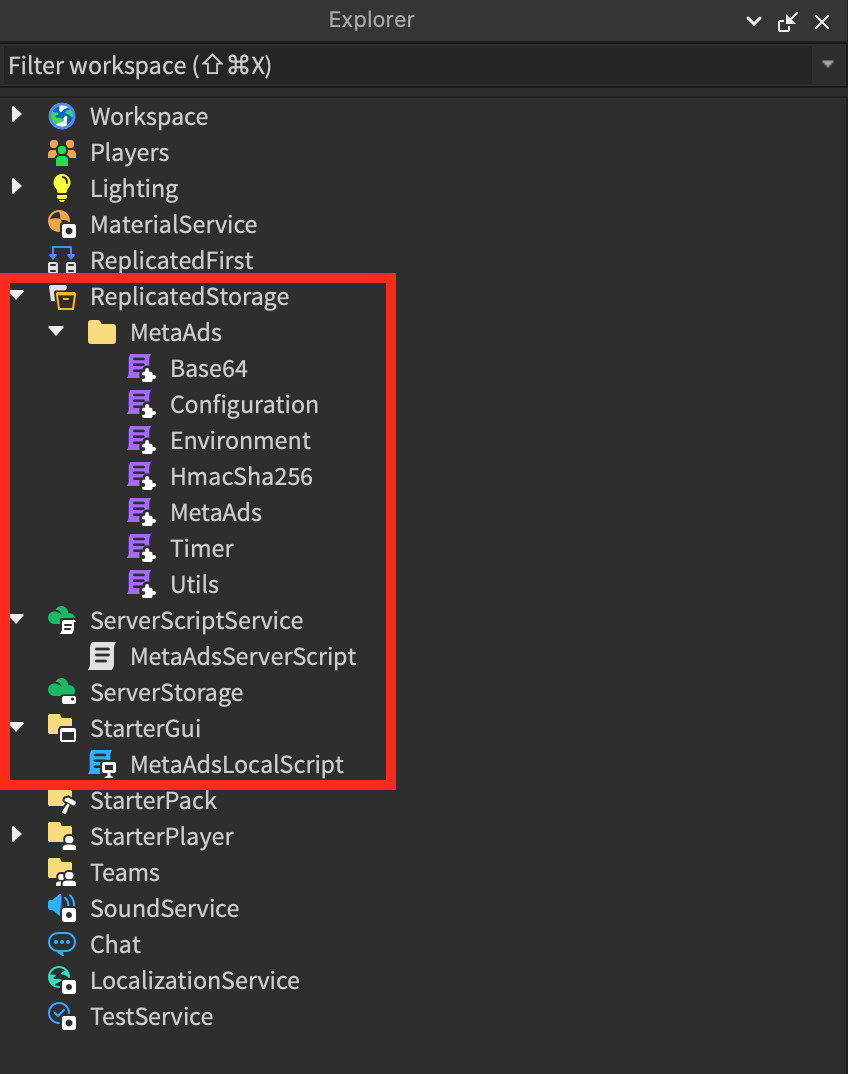 Explorer
Filter workspace (⇧⌘X)
Workspace
Players
Lighting
MaterialService
ReplicatedFirst
ReplicatedStorage
MetaAds
Base64
Configuration
Environment
HmacSha256
MetaAds
Timer
Utils
ServerScriptService
MetaAdsServerScript
ServerStorage
StarterGui
MetaAdsLocalScript
StarterPack
StarterPlayer
Teams
SoundService
Chat
LocalizationService
TestService